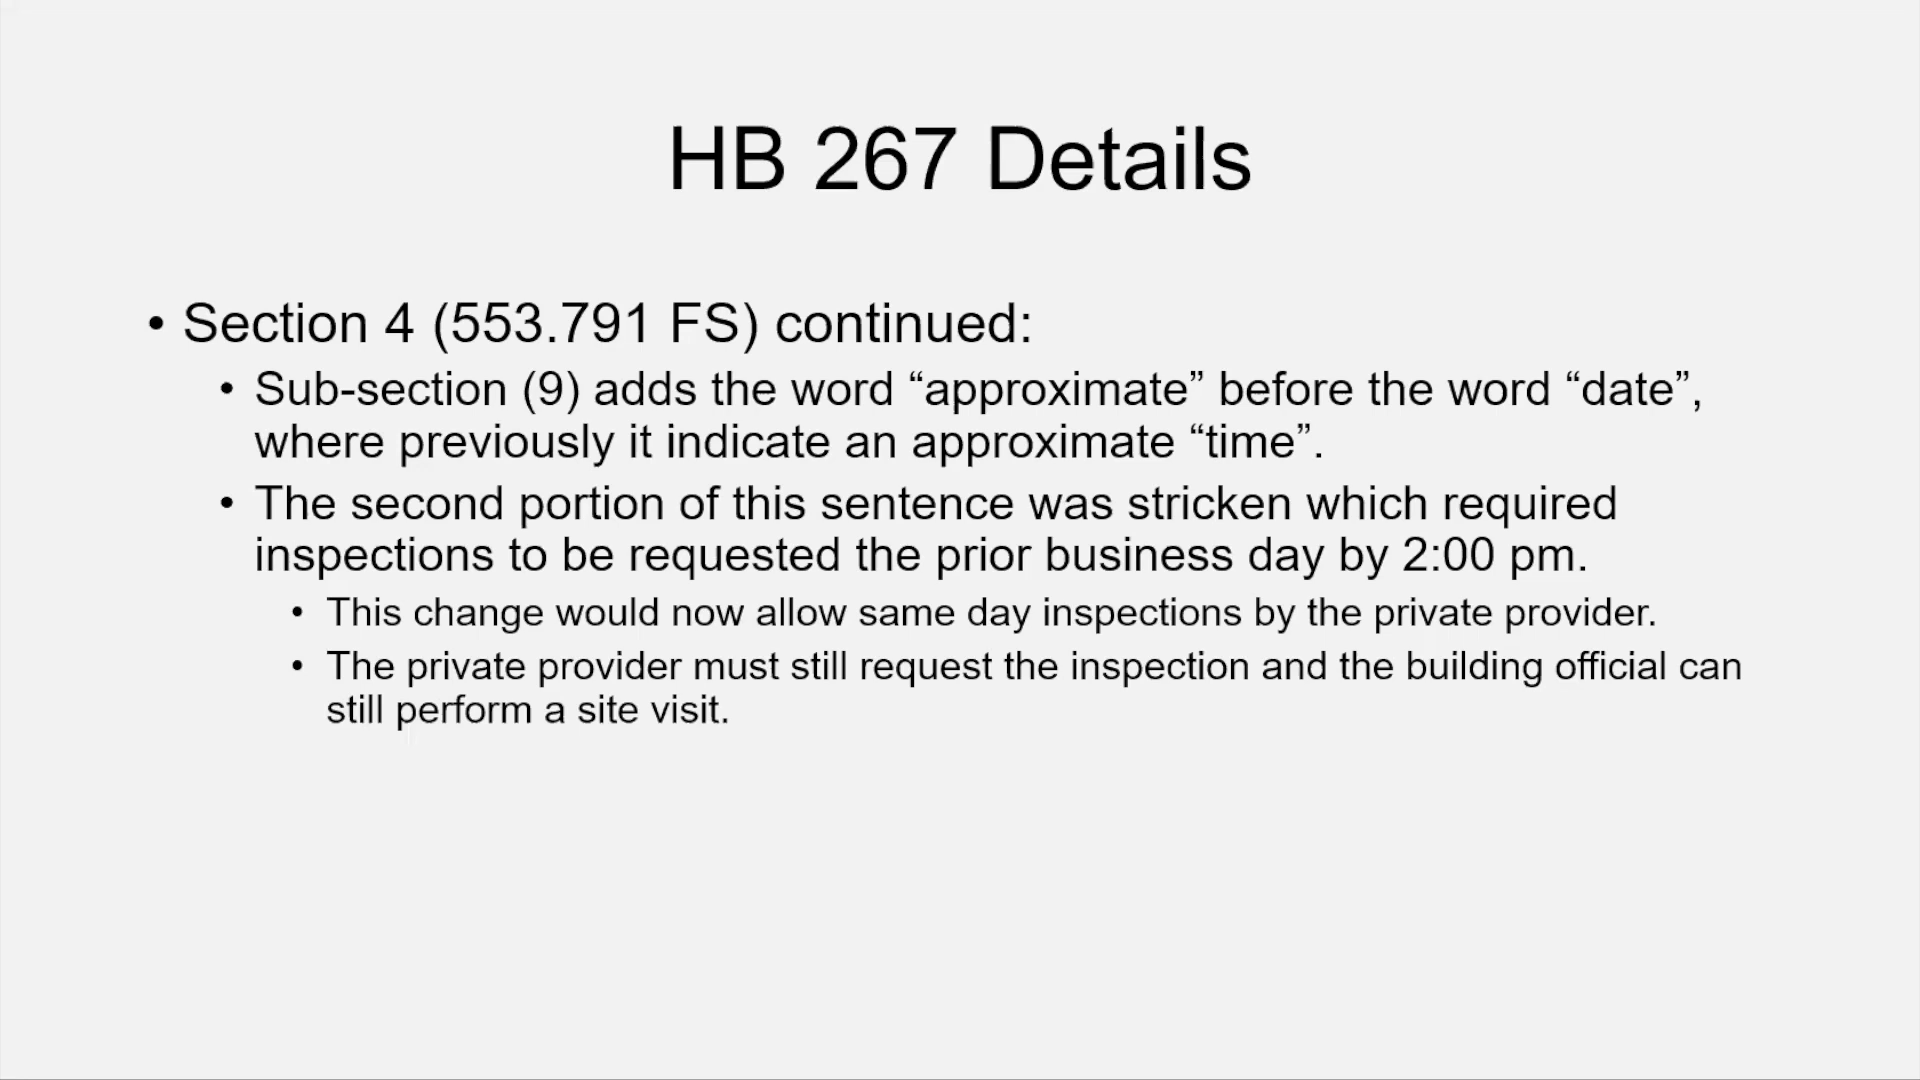 HB 267 Details
• Section 4 (553.791 FS) continued:
• Sub-section (9) adds the word “approximate” before the word “date”,
where previously it indicate an approximate “time”.
• The second portion of this sentence was stricken which required
inspections to be requested the prior business day by 2:00 pm.
• This change would now allow same day inspections by the private provider.
• The private provider must still request the inspection and the building official can
still perform a site visit.